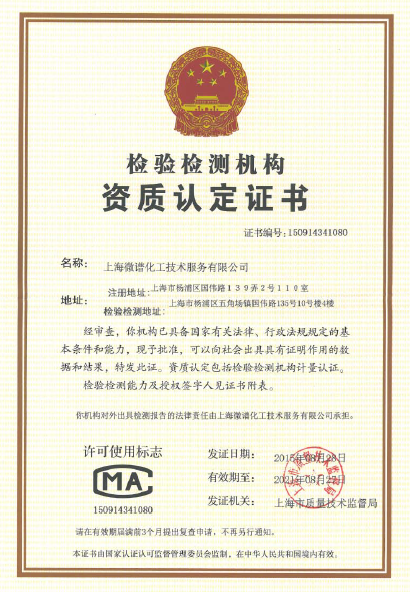 检验检测机构
资质认定证书
证书编号:150914341080
名称: 上海微谱化工技术服务有限公司
注册地址:上海市杨浦区国伟路139弄2号110室
地址: 上海市杨浦区五角场镇国伟路135号10号楼4楼
检验检测地址:
经审查,你机构已具备国家有关法律、行政法规规定的基
本条件和能力,现予批准,可以向社会出具具有证明作用的数
据和结果,特发此证。资质认定包括检验检测机构计量认证。
检验检测能力及授权签字人见证书附表。
你机构对外出具检测报告的法律责任由上海微谱化工技术服务有限公司承担。
许可使用标志
MA
150914341080
发证日期: 2015年08月28日
有效期至: 2021年08月27日
发证机关: 上海市质量技术监督局
请在有效期届满前3个月提出复查申请,不再另行通知。
本证书由国家认证认可监督管理委员会监制,在中华人民共和国境内有效。